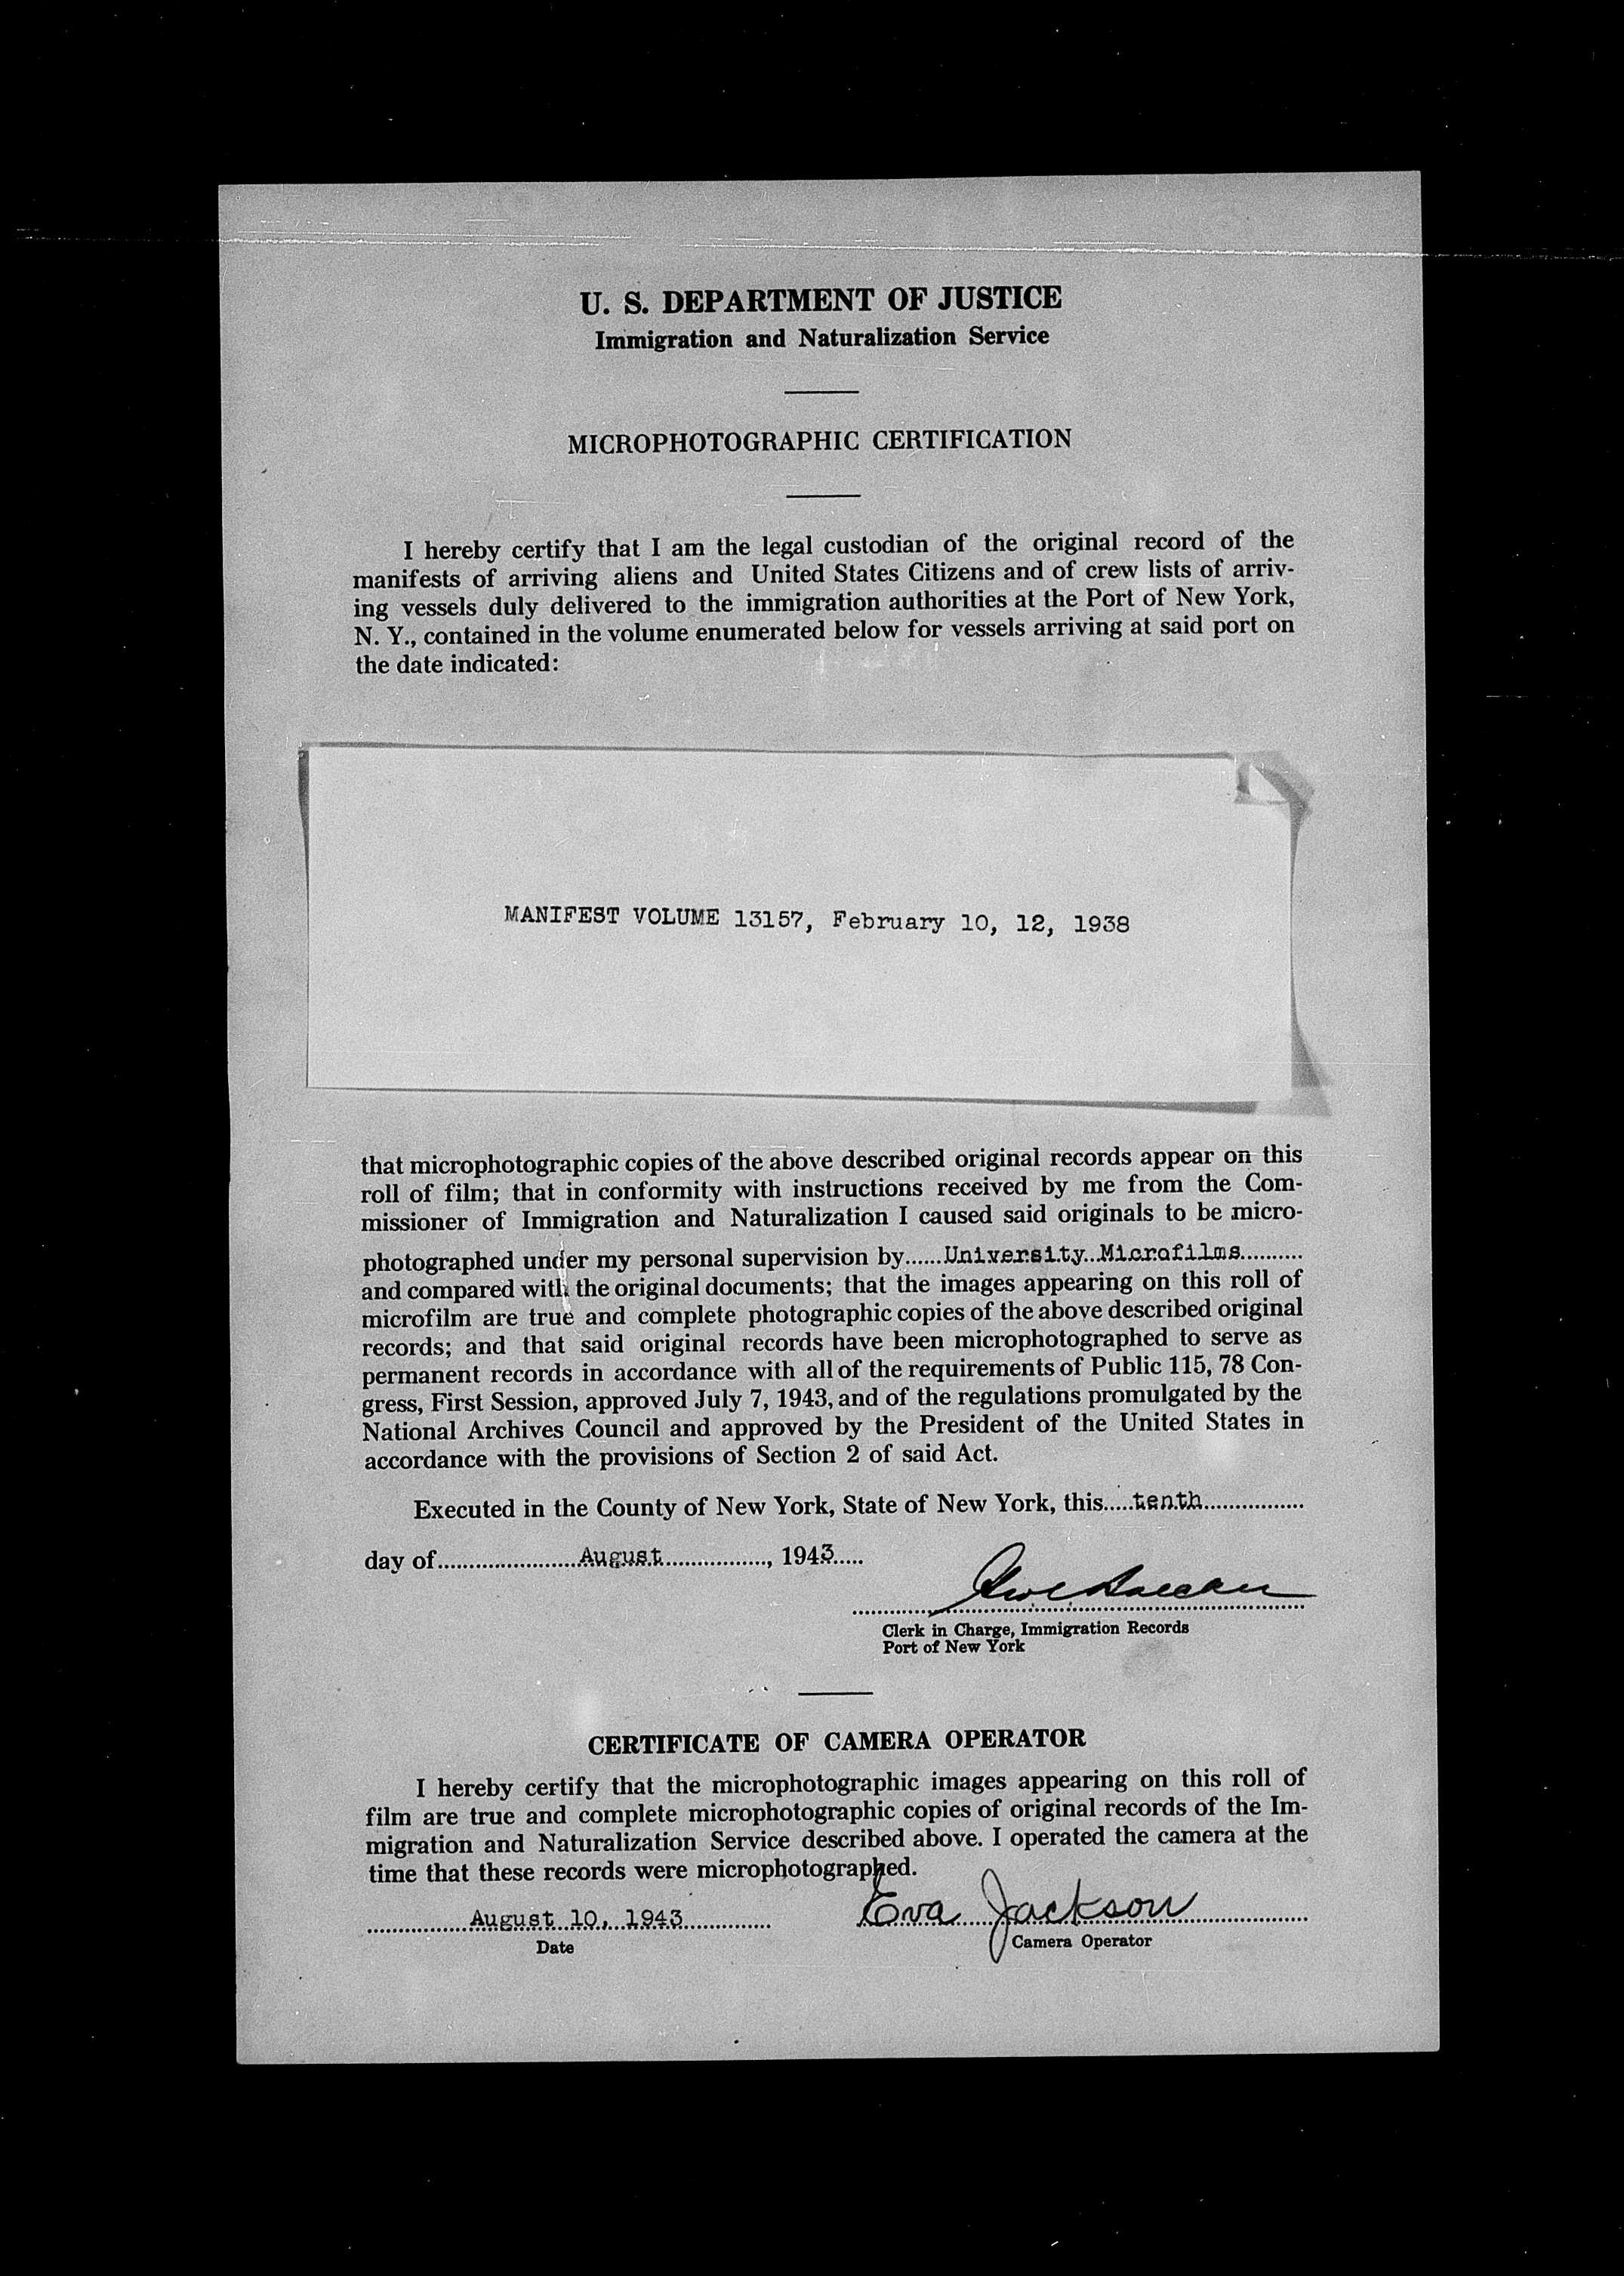 U. S. DEPARTMENT OF JUSTICE
Immigration and Naturalization Service
MICROPHOTOGRAPHIC CERTIFICATION
I hereby certify that I am the legal custodian of the original record of the
manifests of arriving aliens and United States Citizens and of crew lists of arriv-
ing vessels duly delivered to the immigration authorities at the Port of New York,
N. Y., contained in the volume enumerated below for vessels arriving at said port on
the date indicated:
MANIFEST VOLUME 13157, February 10, 12, 1938
that microphotographic copies of the above described original records appear on this
roll of film; that in conformity with instructions received by me from the Com-
missioner of Immigration and Naturalization I caused said originals to be micro-
photographed under my personal supervision by......University Microfilms..........
and compared with the original documents; that the images appearing on this roll of
microfilm are true and complete photographic copies of the above described original
records; and that said original records have been microphotographed to serve as
permanent records in accordance with all of the requirements of Public 115, 78 Con-
gress, First Session, approved July 7, 1943, and of the regulations promulgated by the
National Archives Council and approved by the President of the United States in
accordance with the provisions of Section 2 of said Act.
Executed in the County of New York, State of New York, this.....tenth................
day of.......................August................., 1943.....
Clerk in Charge, Immigration Records
Port of New York
CERTIFICATE OF CAMERA OPERATOR
I hereby certify that the microphotographic images appearing on this roll of
film are true and complete microphotographic copies of original records of the Im-
migration and Naturalization Service described above. I operated the camera at the
time that these records were microphotographed.
August 10, 1943 Eva Jackson
Date Camera Operator